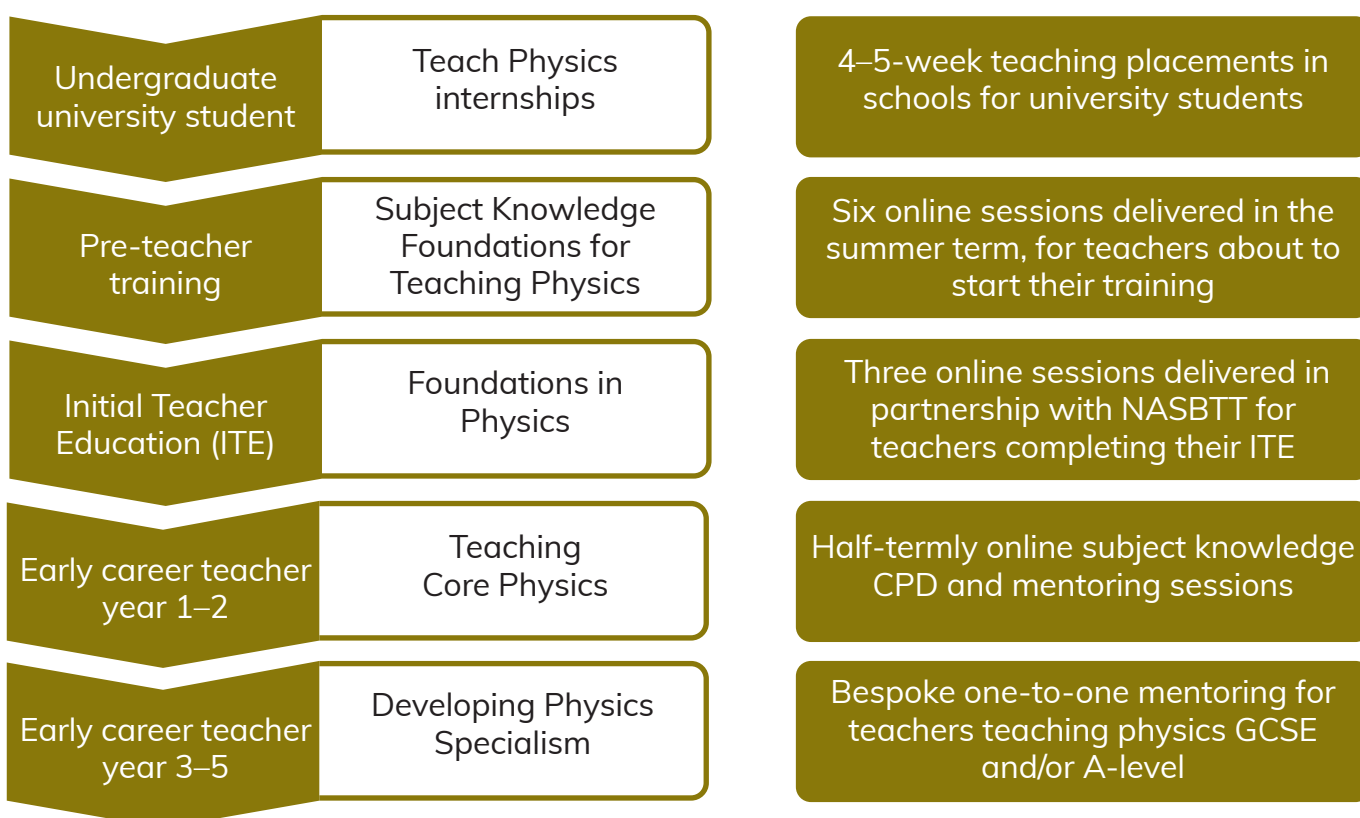 Undergraduate
university student
Teach Physics
internships
4–5-week teaching placements in
schools for university students
Pre-teacher
training
Subject Knowledge
Foundations for
Teaching Physics
Six online sessions delivered in the
summer term, for teachers about to
start their training
Initial Teacher
Education (ITE)
Foundations in
Physics
Three online sessions delivered in
partnership with NASBTT for
teachers completing their ITE
Early career teacher
year 1–2
Teaching
Core Physics
Half-termly online subject knowledge
CPD and mentoring sessions
Early career teacher
year 3–5
Developing Physics
Specialism
Bespoke one-to-one mentoring for
teachers teaching physics GCSE
and/or A-level